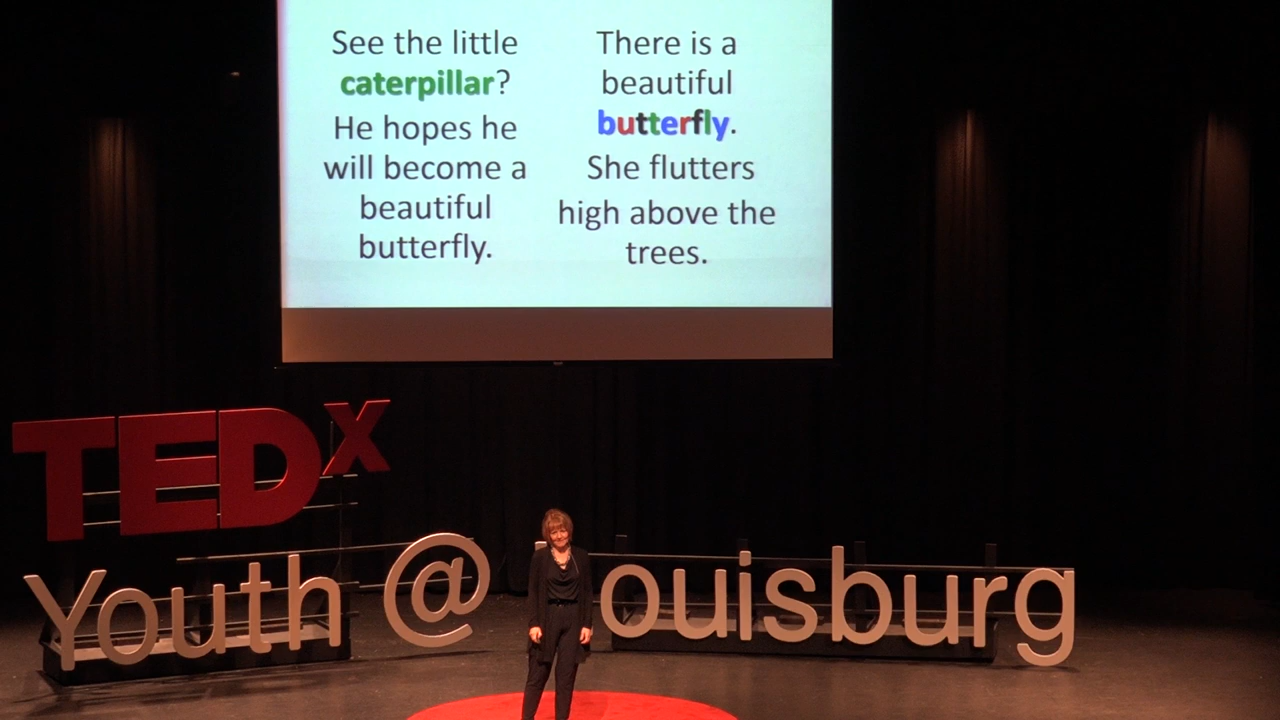 See the little
caterpillar?
He hopes he
will become a
beautiful
butterfly.
There is a
beautiful
butterfly.
She flutters
high above the
trees.
TEDx
Youth @ Louisburg